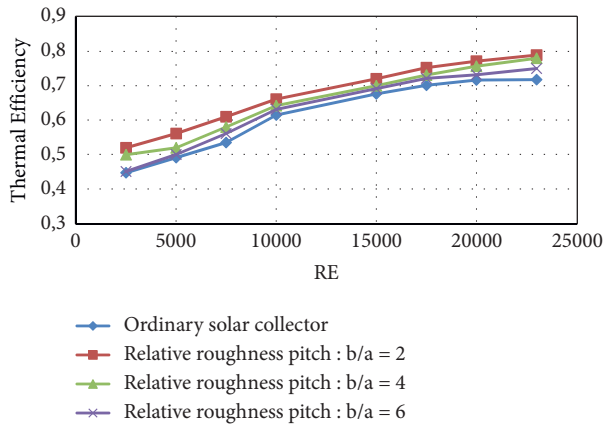 0,9
0,8
0,7
0,6
0,5
0,4
0,3
Thermal Efficiency
0 5000 10000 15000 20000 25000
RE
Ordinary solar collector
Relative roughness pitch : b/a = 2
Relative roughness pitch : b/a = 4
Relative roughness pitch : b/a = 6